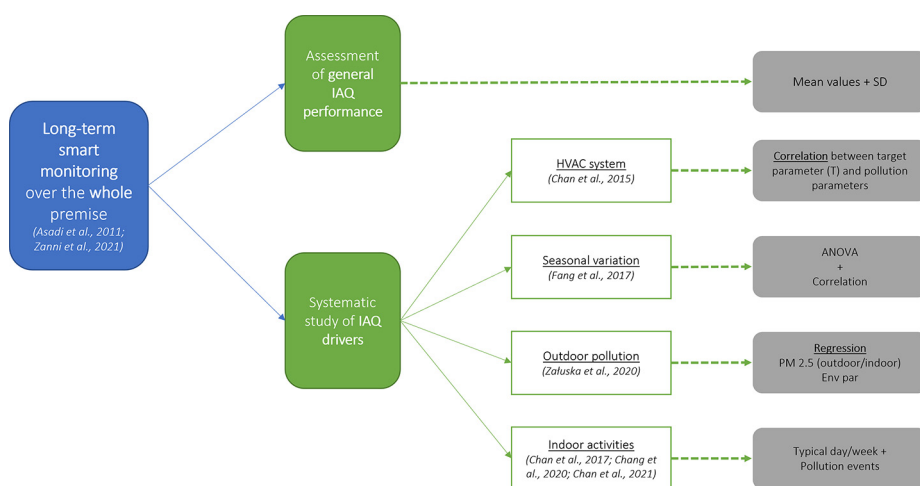 Long-term
smart
monitoring
over the whole
premise
(Asadi et al., 2011;
Zanni et al., 2021)
Assessment
of general
IAQ
performance
Mean values + SD
Systematic
study of IAQ
drivers
HVAC system
(Chan et al., 2015)
Correlation between target
parameter (T) and pollution
parameters
Seasonal variation
(Fang et al., 2017)
ANOVA
+
Correlation
Outdoor pollution
(Załuska et al., 2020)
Regression
PM 2.5 (outdoor/indoor)
Env par
Indoor activities
(Chan et al., 2017; Chang et
al., 2020; Chan et al., 2021)
Typical day/week +
Pollution events